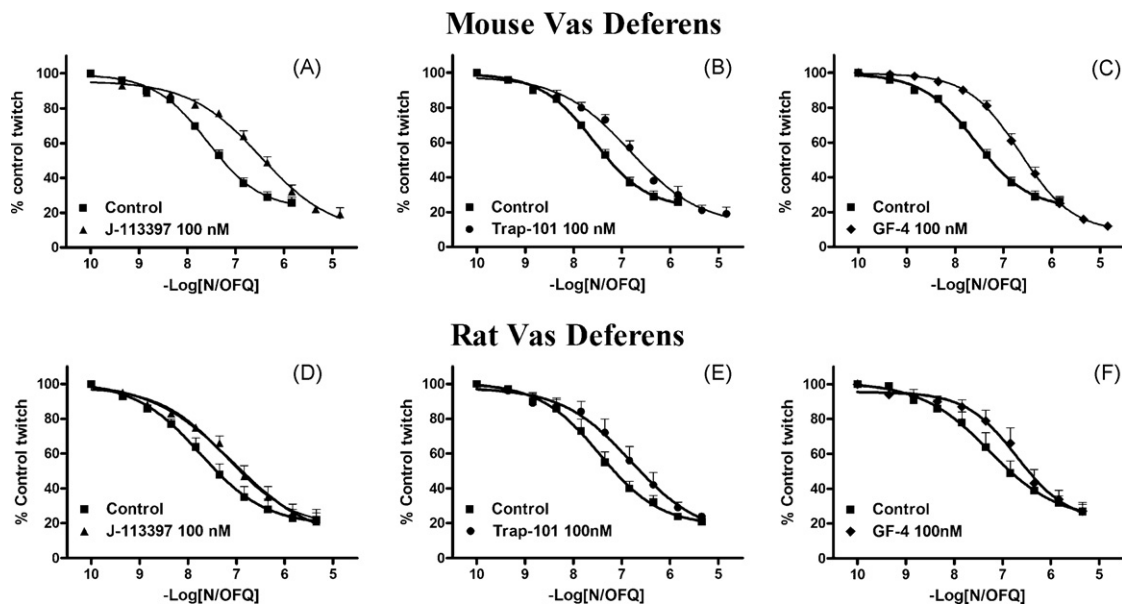 Mouse Vas Deferens
(A)
% control twitch
100
80
60
40
20
0
Control
J-113397 100 nM
10 9 8 7 6 5
-Log[N/OFQ]
(B)
% control twitch
100
80
60
40
20
0
Control
Trap-101 100 nM
10 9 8 7 6 5
-Log[N/OFQ]
(C)
% control twitch
100
80
60
40
20
0
Control
GF-4 100 nM
10 9 8 7 6 5
-Log[N/OFQ]
Rat Vas Deferens
(D)
% Control twitch
100
80
60
40
20
0
Control
J-113397 100 nM
10 9 8 7 6 5
-Log[N/OFQ]
(E)
% Control twitch
100
80
60
40
20
0
Control
Trap-101 100nM
10 9 8 7 6 5
-Log[N/OFQ]
(F)
% Control twitch
100
80
60
40
20
0
Control
GF-4 100nM
10 9 8 7 6 5
-Log[N/OFQ]